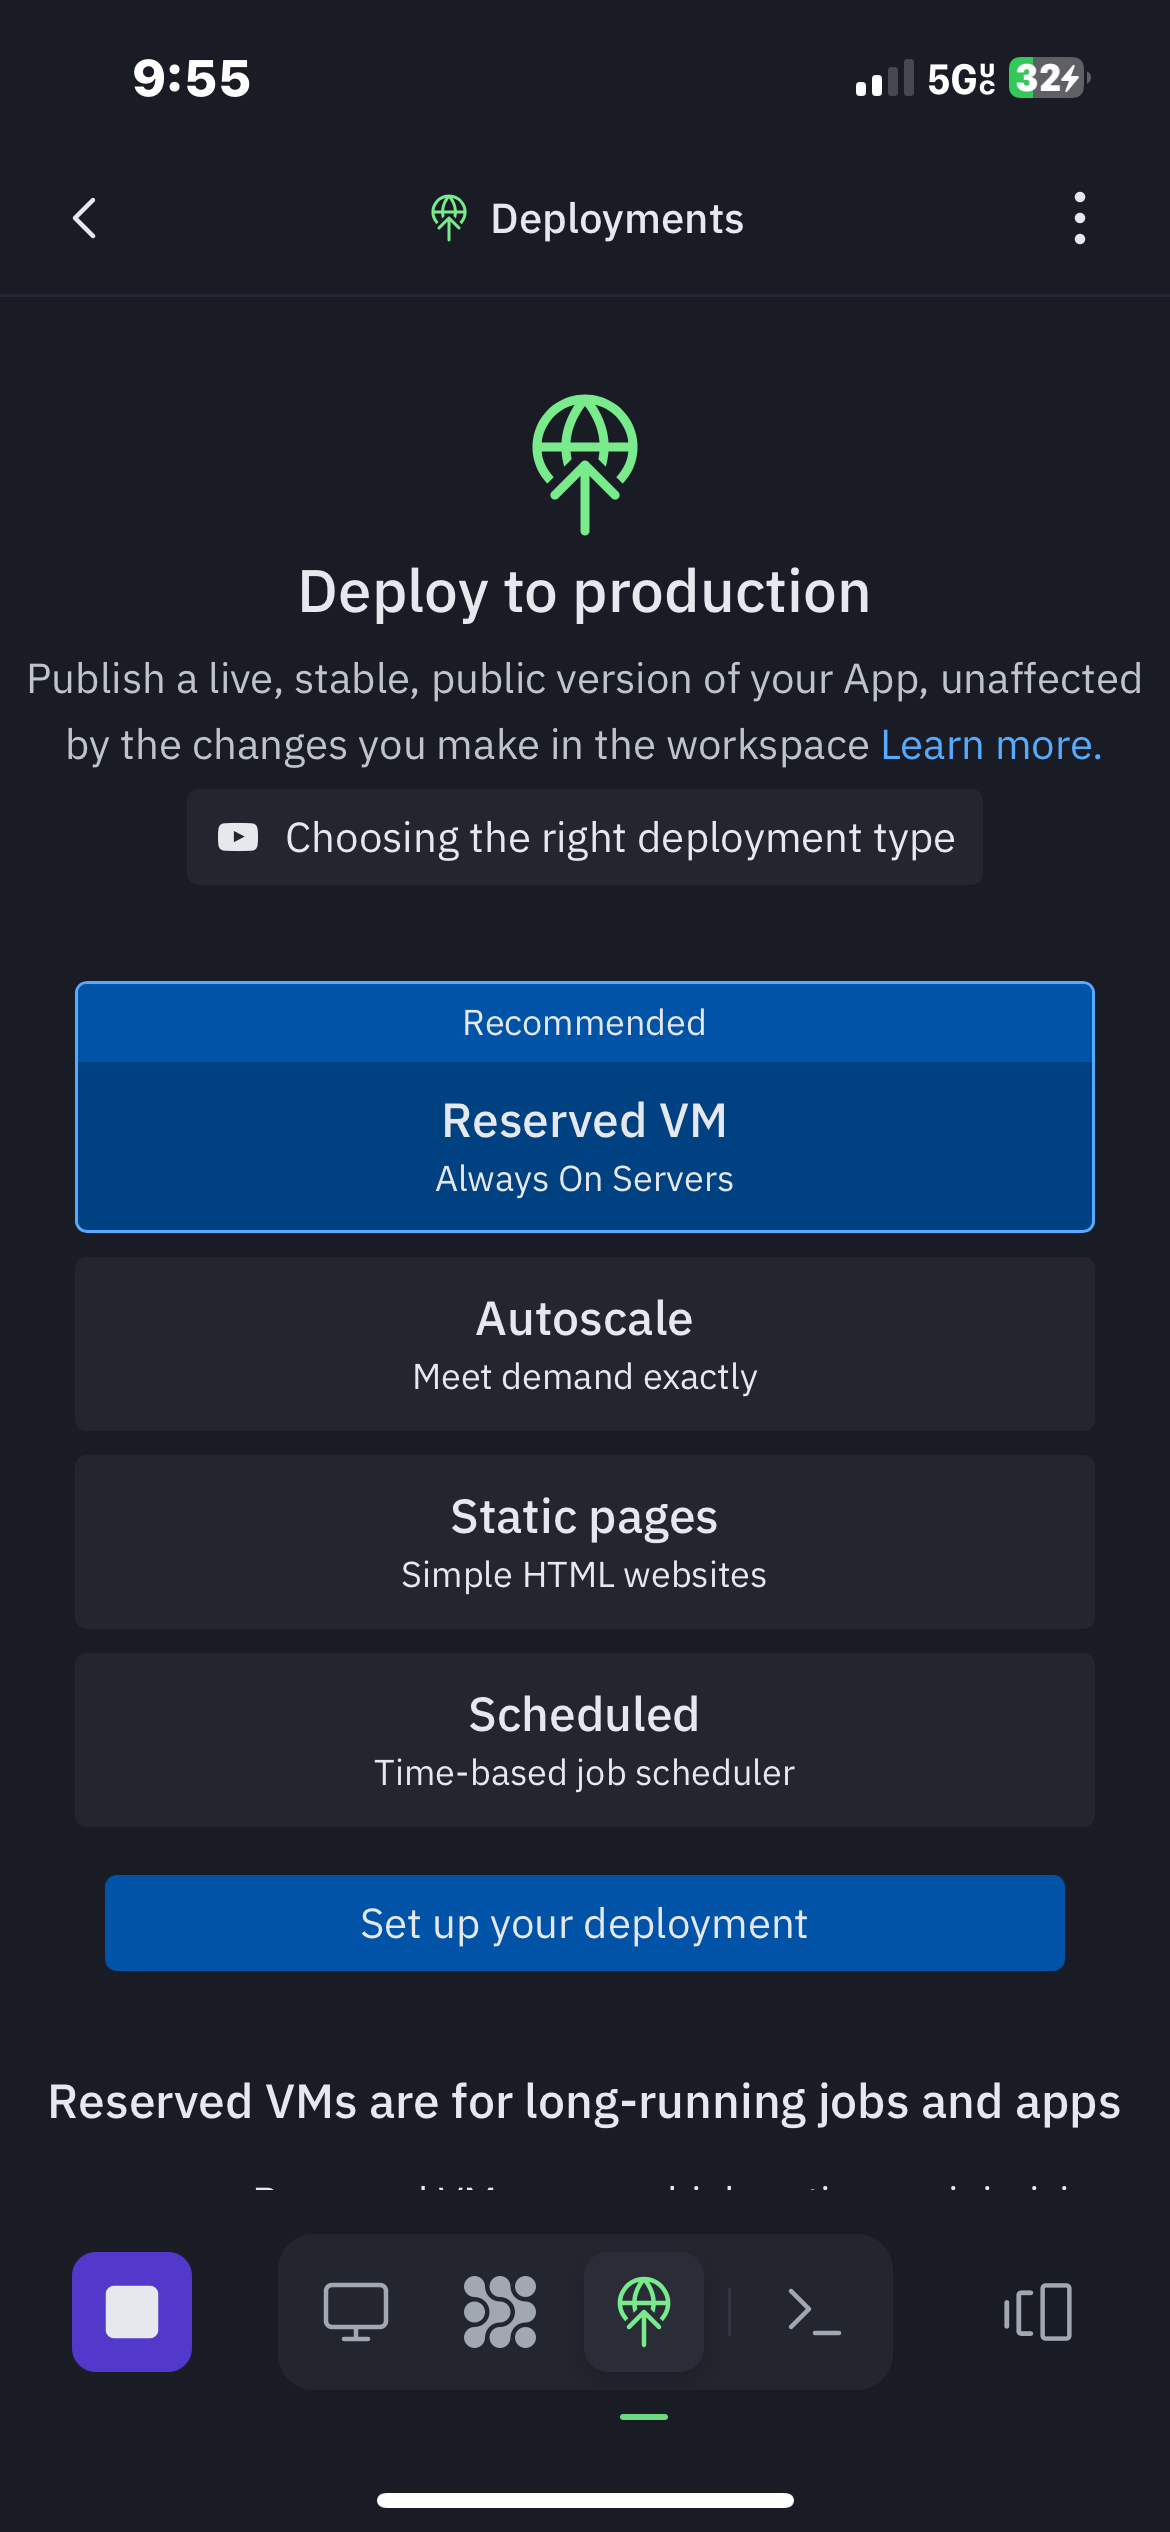 9:55
5GUC 32
Deployments
Deploy to production
Publish a live, stable, public version of your App, unaffected
by the changes you make in the workspace Learn more.
Choosing the right deployment type
Recommended
Reserved VM
Always On Servers
Autoscale
Meet demand exactly
Static pages
Simple HTML websites
Scheduled
Time-based job scheduler
Set up your deployment
Reserved VMs are for long-running jobs and apps